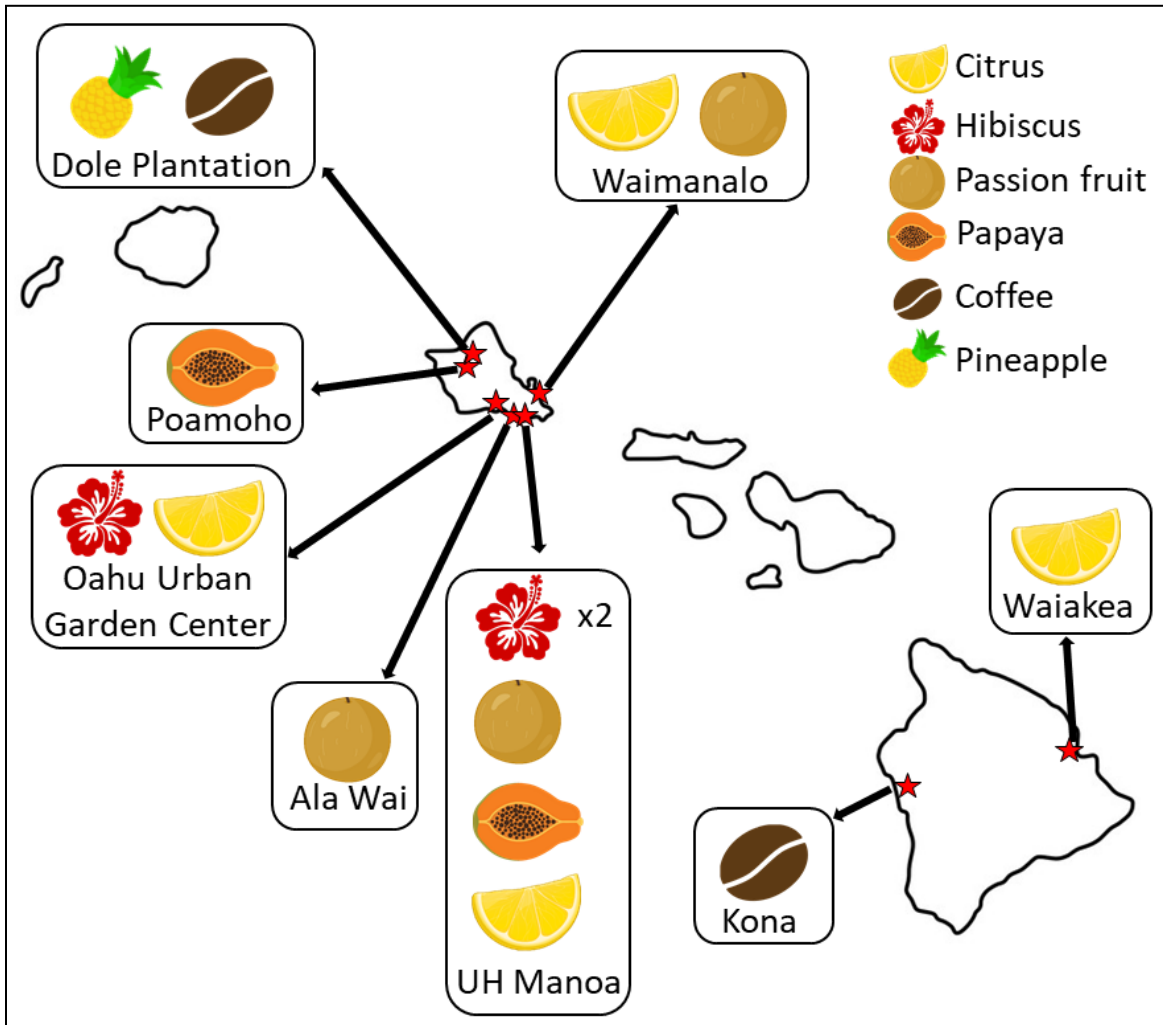 Dole Plantation
Waimanalo
Citrus
Hibiscus
Passion fruit
Papaya
Coffee
Pineapple
Poamoho
Oahu Urban
Garden Center
Ala Wai
x2
UH Manoa
Waiakea
Kona